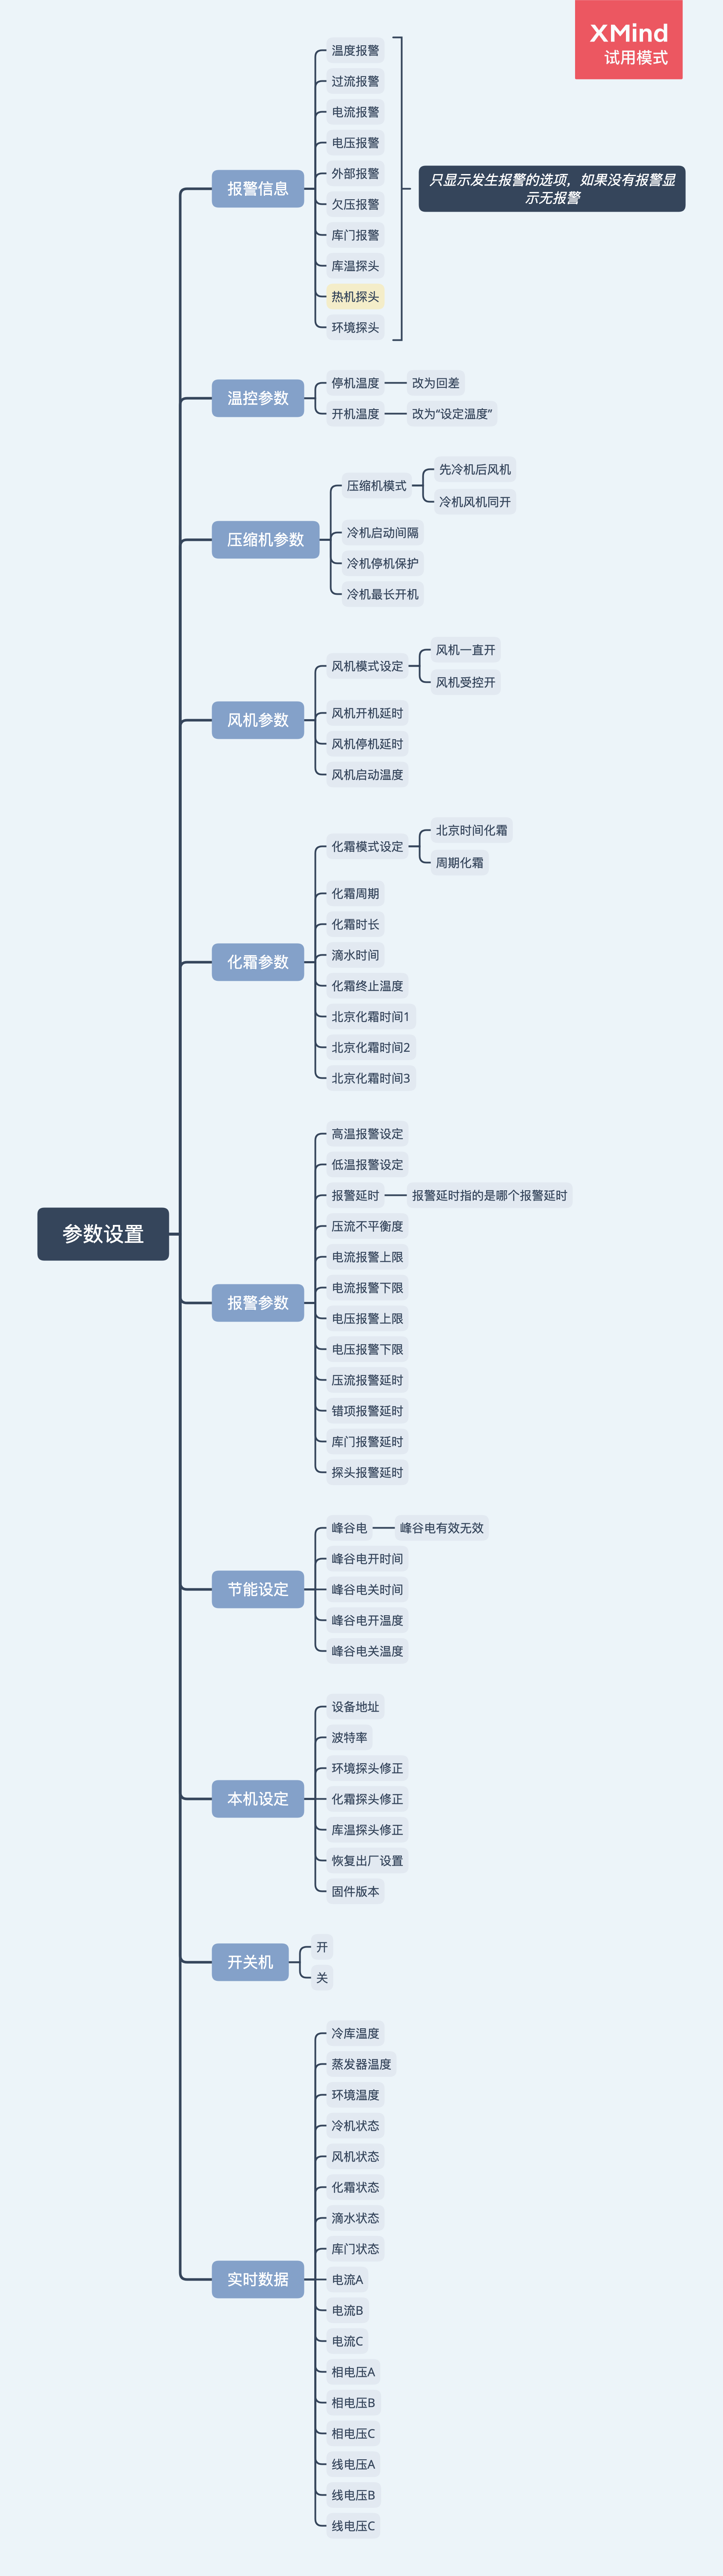 XMind
试用模式
参数设置
报警信息
温度报警
过流报警
电流报警
电压报警
外部报警
欠压报警
库门报警
库温探头
热机探头
环境探头
只显示发生报警的选项，如果没有报警显
示无报警
温控参数
停机温度
改为回差
开机温度
改为“设定温度”
压缩机参数
压缩机模式
先冷机后风机
冷机风机同开
冷机启动间隔
冷机停机保护
冷机最长开机
风机参数
风机模式设定
风机一直开
风机受控开
风机开机延时
风机停机延时
风机启动温度
化霜参数
化霜模式设定
北京时间化霜
周期化霜
化霜周期
化霜时长
滴水时间
化霜终止温度
北京化霜时间1
北京化霜时间2
北京化霜时间3
报警参数
高温报警设定
低温报警设定
报警延时
报警延时指的是哪个报警延时
压流不平衡度
电流报警上限
电流报警下限
电压报警上限
电压报警下限
压流报警延时
错项报警延时
库门报警延时
探头报警延时
节能设定
峰谷电
峰谷电有效无效
峰谷电开时间
峰谷电关时间
峰谷电开温度
峰谷电关温度
本机设定
设备地址
波特率
环境探头修正
化霜探头修正
库温探头修正
恢复出厂设置
固件版本
开关机
开
关
实时数据
冷库温度
蒸发器温度
环境温度
冷机状态
风机状态
化霜状态
滴水状态
库门状态
电流A
电流B
电流C
相电压A
相电压B
相电压C
线电压A
线电压B
线电压C